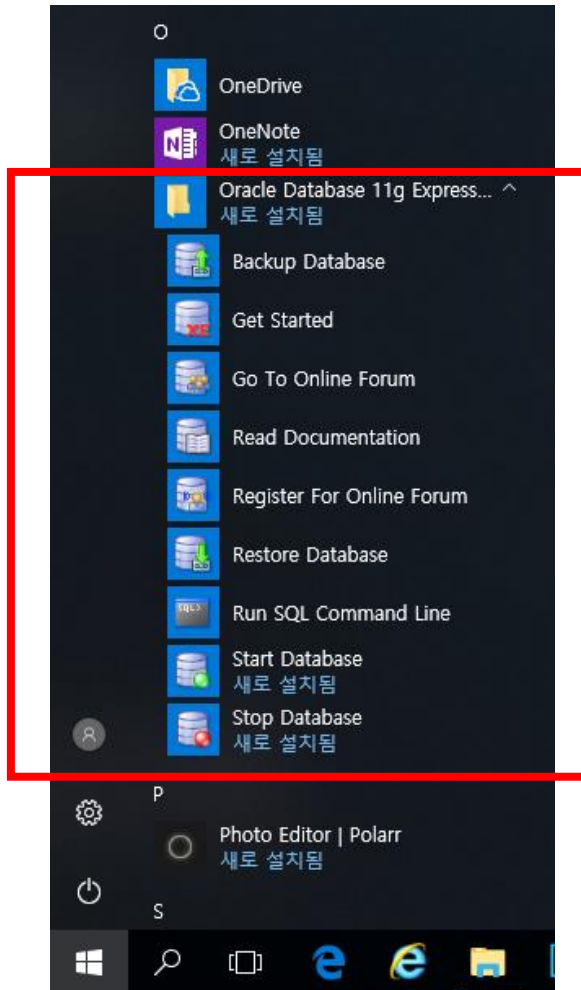 O
OneDrive
OneNote
새로 설치됨
Oracle Database 11g Express...
새로 설치됨
Backup Database
Get Started
Go To Online Forum
Read Documentation
Register For Online Forum
Restore Database
Run SQL Command Line
Start Database
새로 설치됨
Stop Database
새로 설치됨
P
Photo Editor | Polarr
새로 설치됨
S